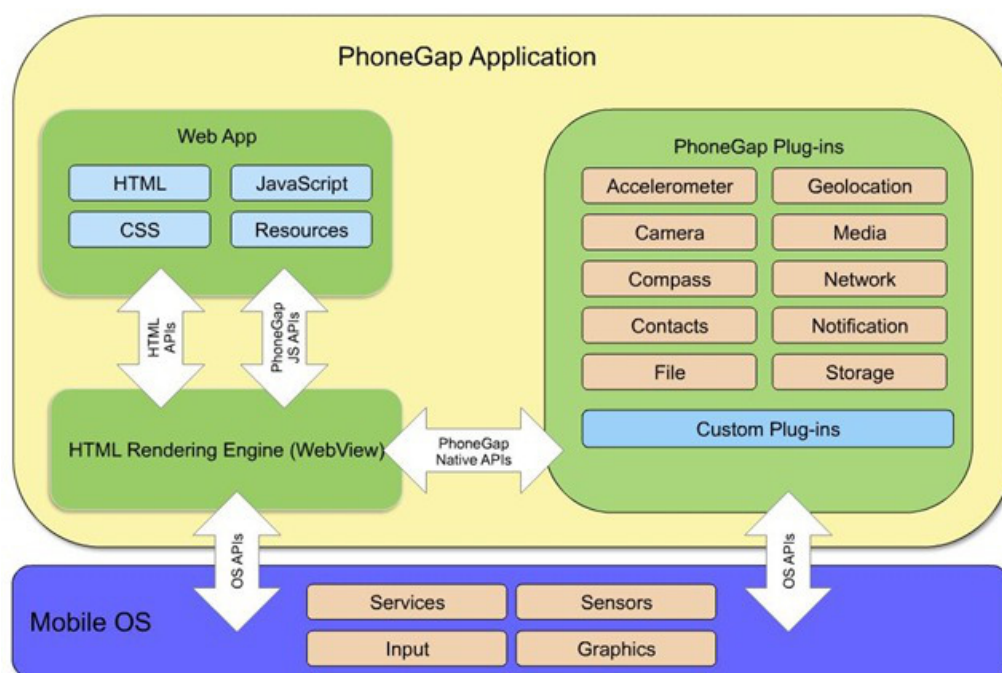 PhoneGap Application
Web App
HTML
JavaScript
CSS
Resources
HTML
APIs
PhoneGap
JS APIs
HTML Rendering Engine (WebView)
PhoneGap
Native APIs
PhoneGap Plug-ins
Accelerometer
Geolocation
Camera
Media
Compass
Network
Contacts
Notification
File
Storage
Custom Plug-ins
OS APIs
OS APIs
Mobile OS
Services
Sensors
Input
Graphics